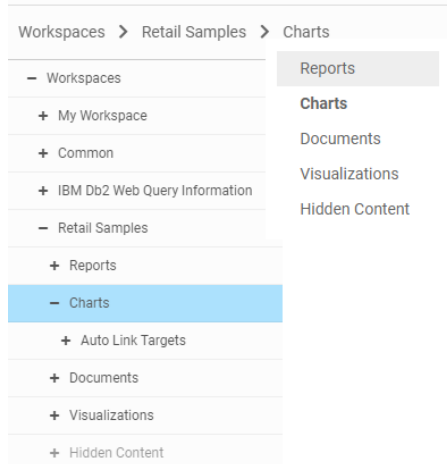 Workspaces > Retail Samples > Charts
Reports
Charts
Documents
Visualizations
Hidden Content
− Workspaces
+ My Workspace
+ Common
+ IBM Db2 Web Query Information
− Retail Samples
+ Reports
− Charts
+ Auto Link Targets
+ Documents
+ Visualizations
+ Hidden Content